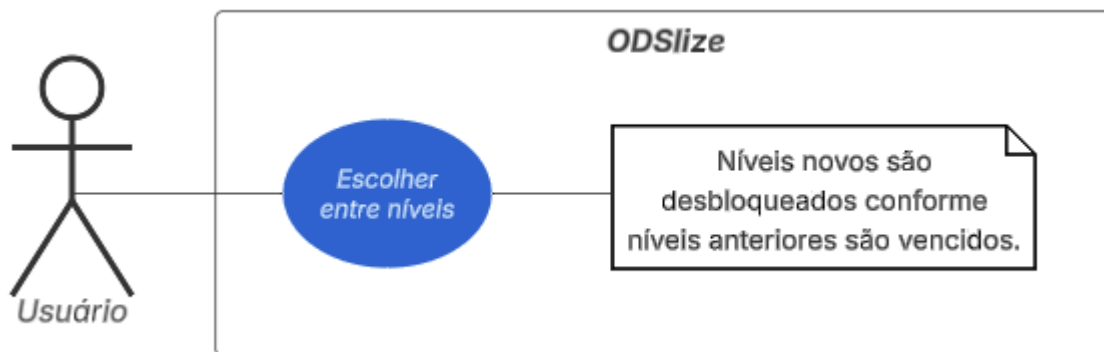 ODSlize
Escolher
entre níveis
Níveis novos são
desbloqueados conforme
níveis anteriores são vencidos.
Usuário